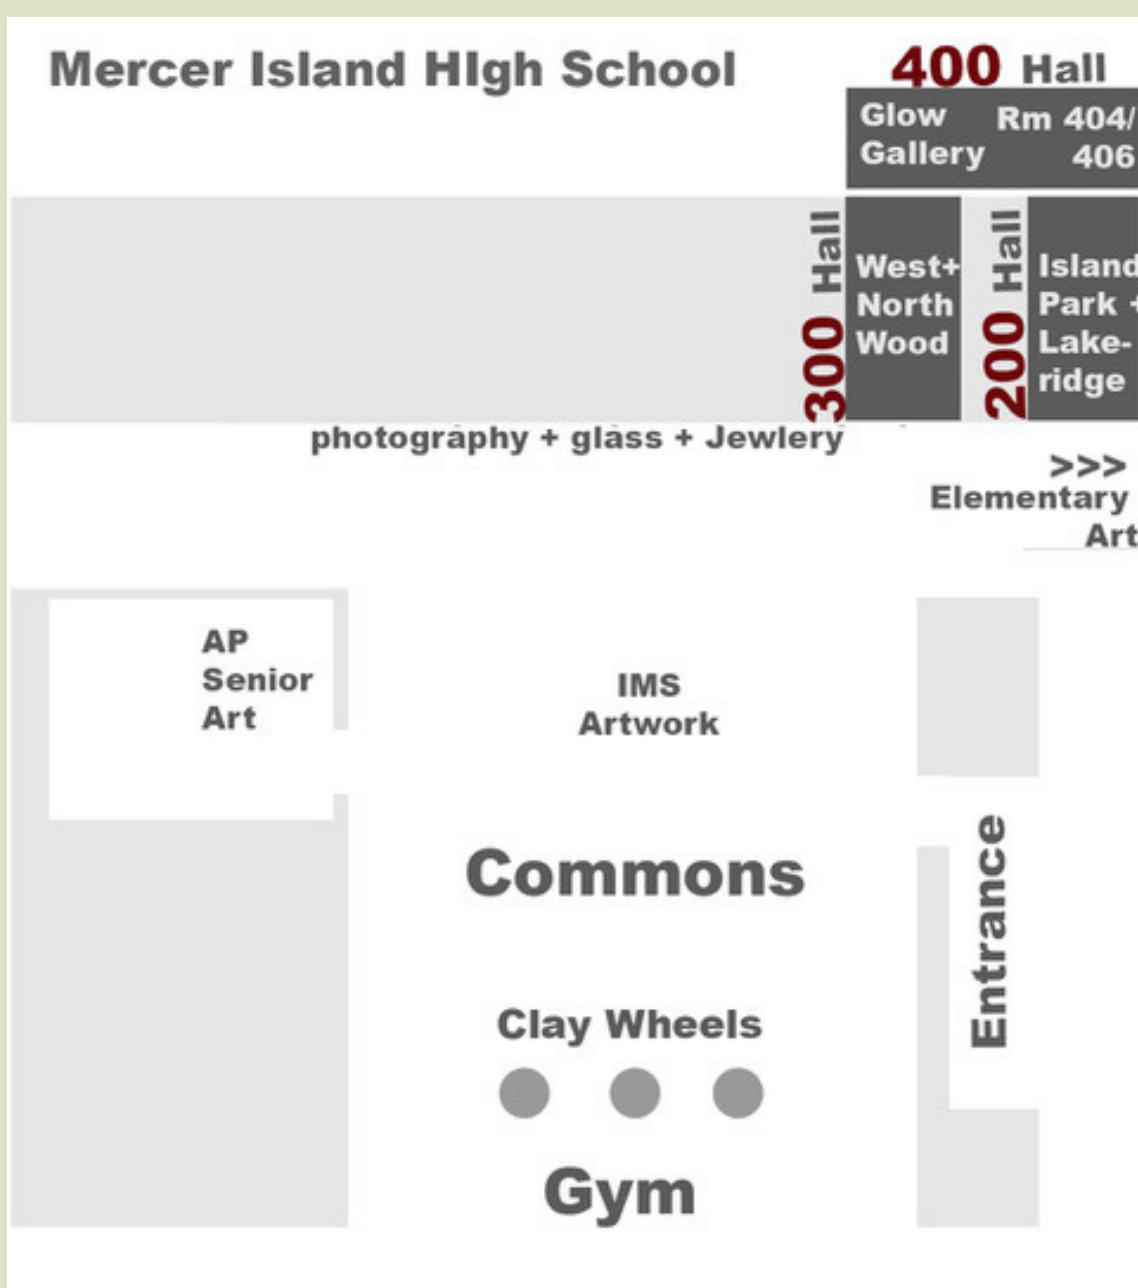 Mercer Island HIgh School
400 Hall
Glow Rm 404/
Gallery 406
300 Hall
West+
North
Wood
200 Hall
Island
Park +
Lake-
ridge
photography + glass + Jewlery
>>>
Elementary
Art
AP
Senior
Art
IMS
Artwork
Commons
Entrance
Clay Wheels
Gym